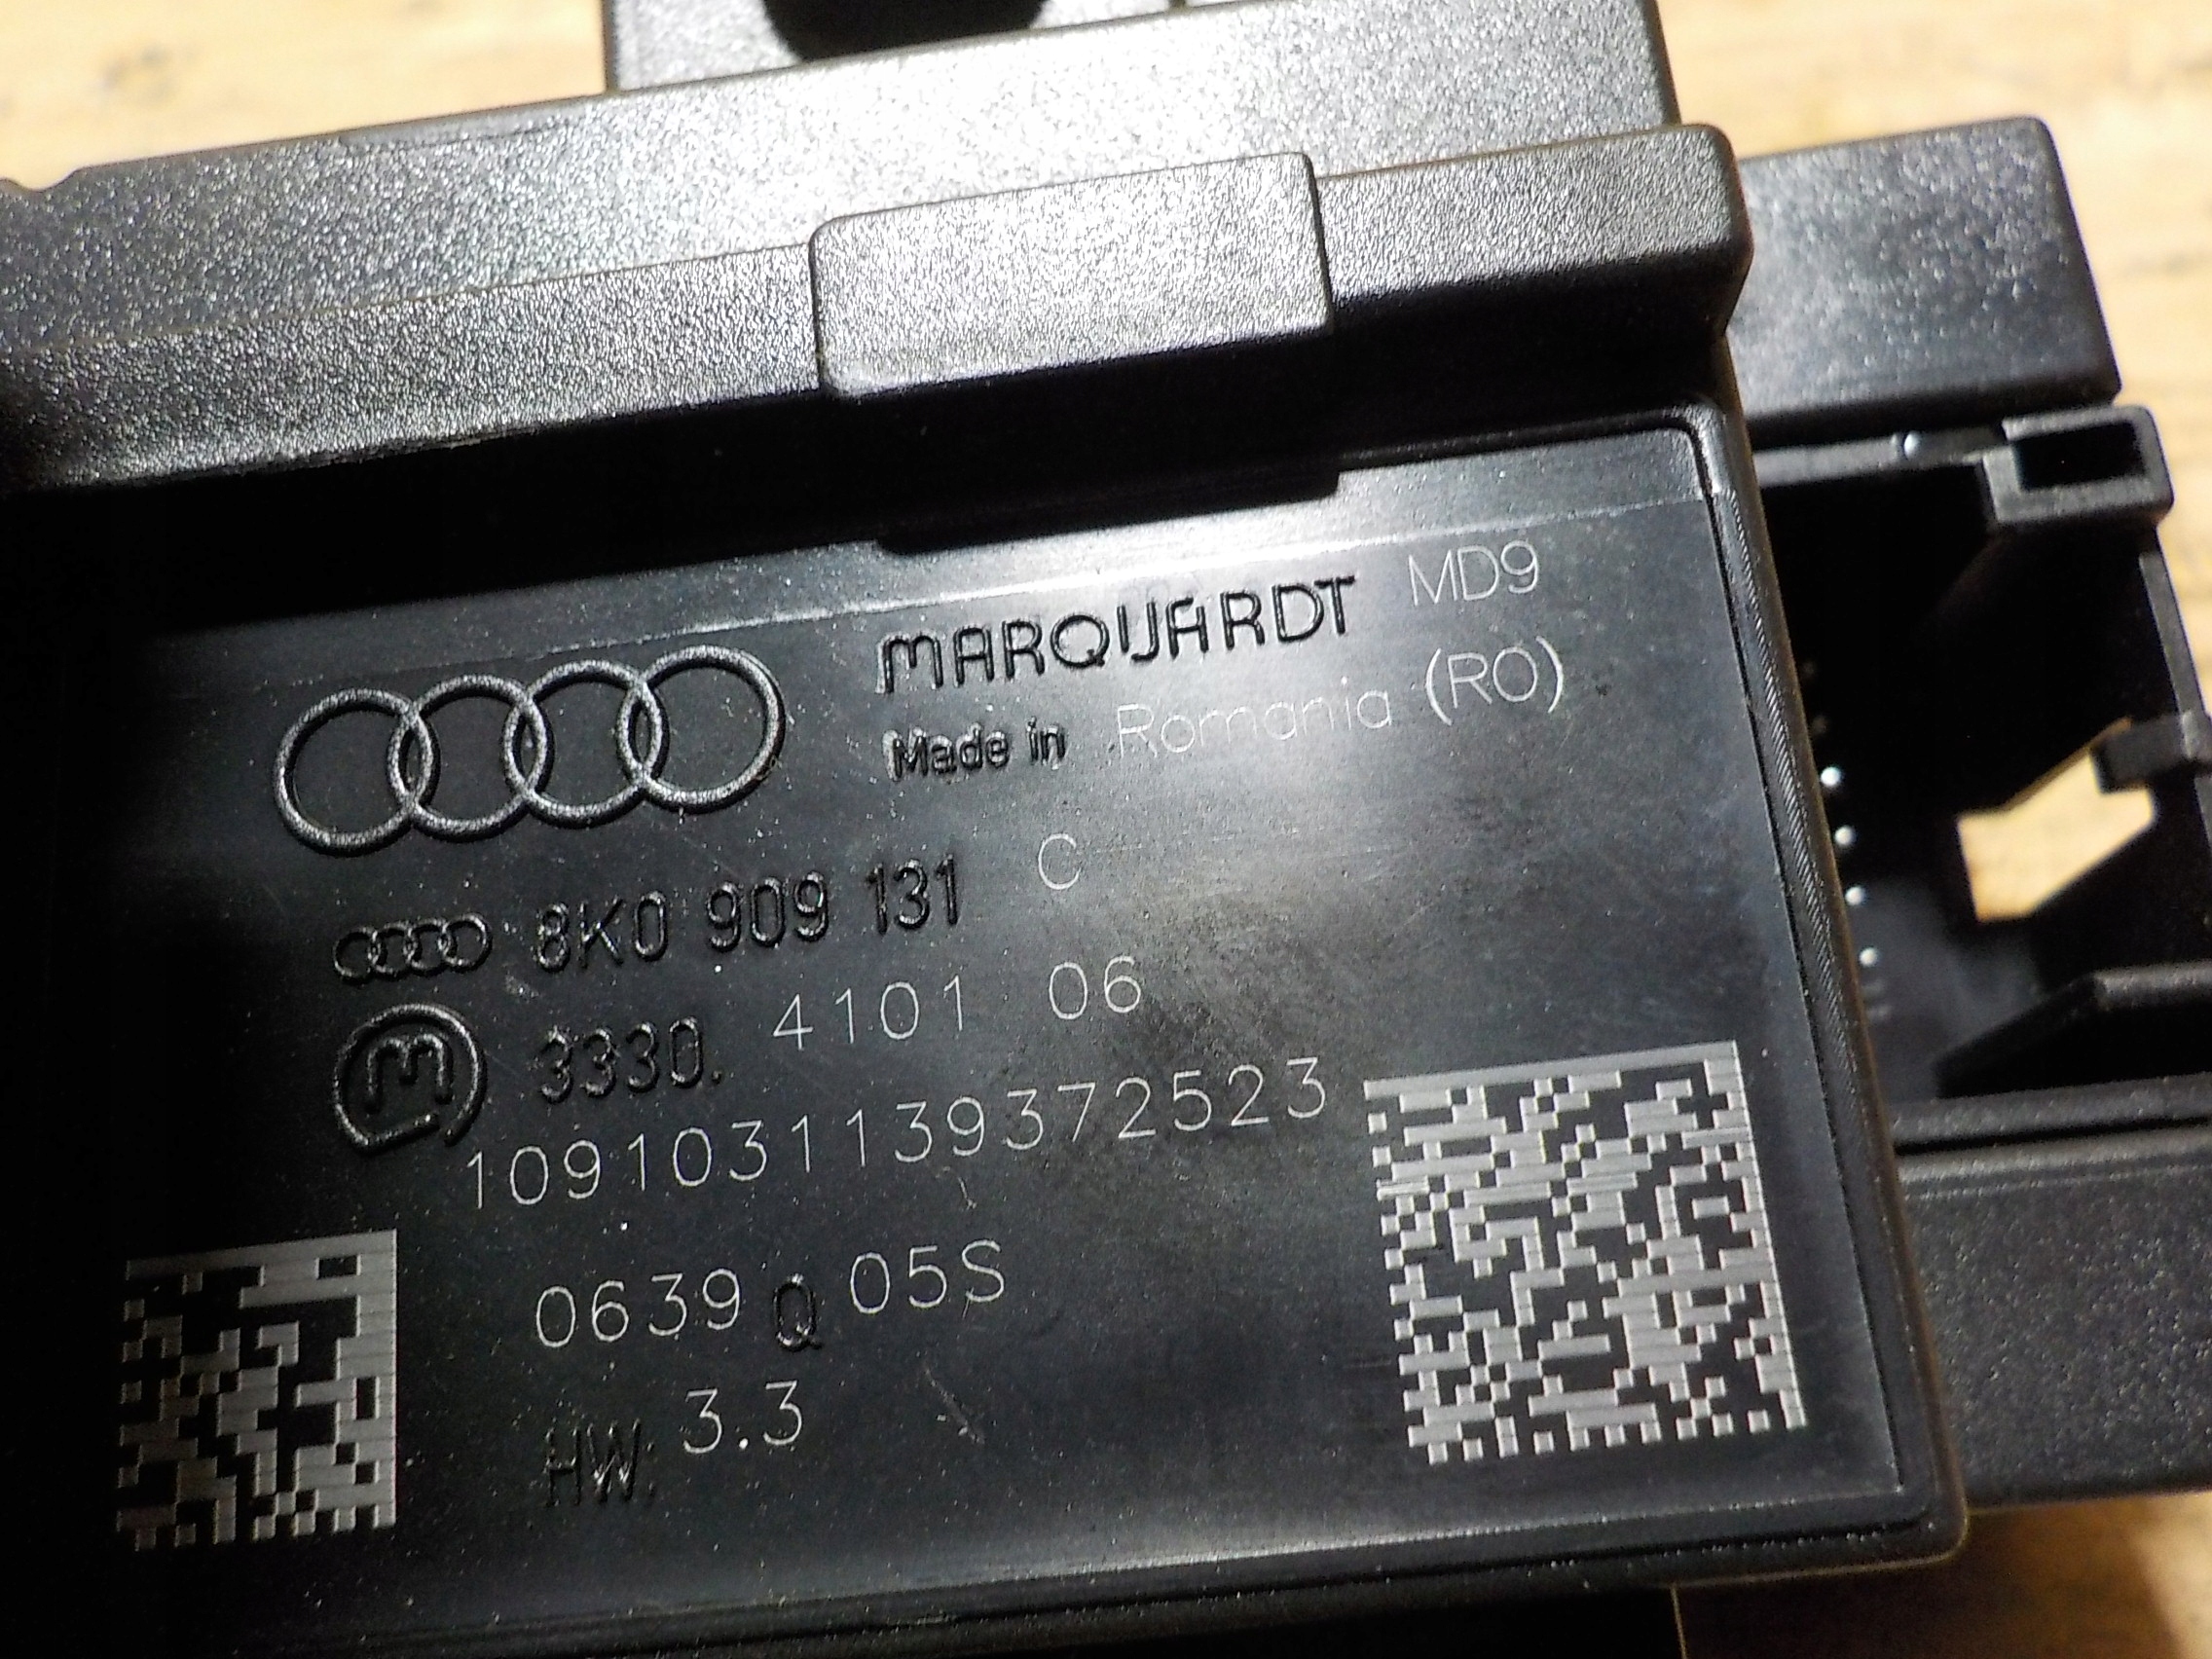 MARQUARDT MD9
Made in Romania (RO)
8K0 909 131 C
3330. 4101 06
1091031139372523
0639 Q 05S
HW: 3.3